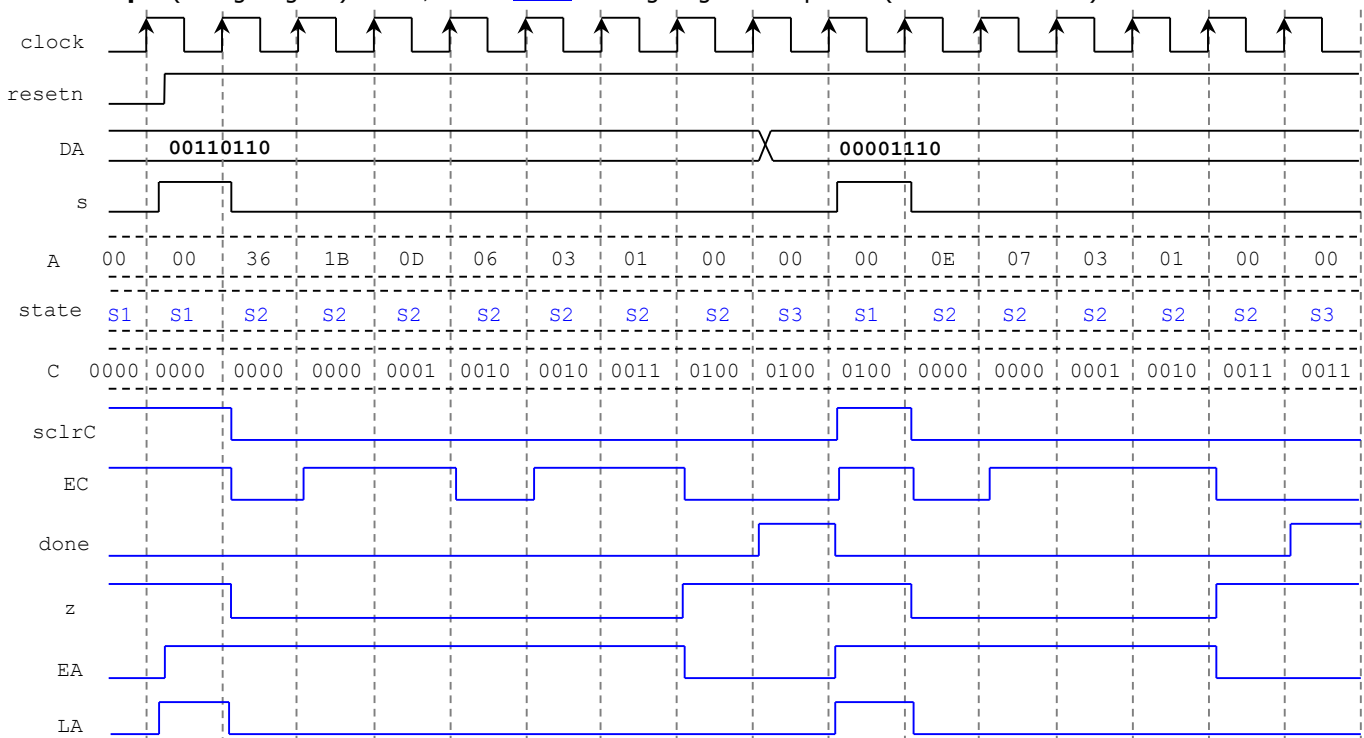 clock
resetn
DA 00110110 00001110
s
A 00 00 36 1B 0D 06 03 01 00 00 00 0E 07 03 01 00 00
state S1 S1 S2 S2 S2 S2 S2 S2 S2 S3 S1 S2 S2 S2 S2 S2 S3
C 0000 0000 0000 0000 0001 0010 0010 0011 0100 0100 0100 0000 0000 0001 0010 0011 0011
sclrC
EC
done
z
EA
LA